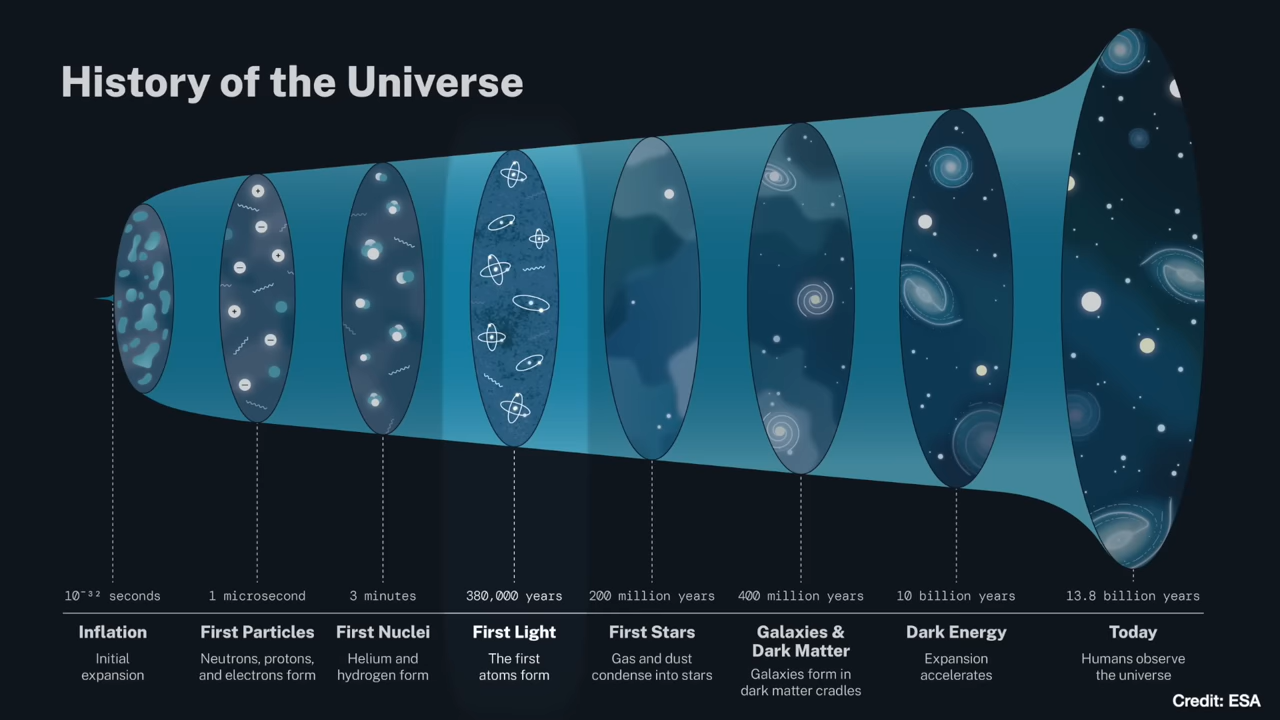 History of the Universe
10⁻³² seconds
1 microsecond
3 minutes
380,000 years
200 million years
400 million years
10 billion years
13.8 billion years
Inflation
Initial
expansion
First Particles
Neutrons, protons,
and electrons form
First Nuclei
Helium and
hydrogen form
First Light
The first
atoms form
First Stars
Gas and dust
condense into stars
Galaxies &
Dark Matter
Galaxies form in
dark matter cradles
Dark Energy
Expansion
accelerates
Today
Humans observe
the universe
Credit: ESA